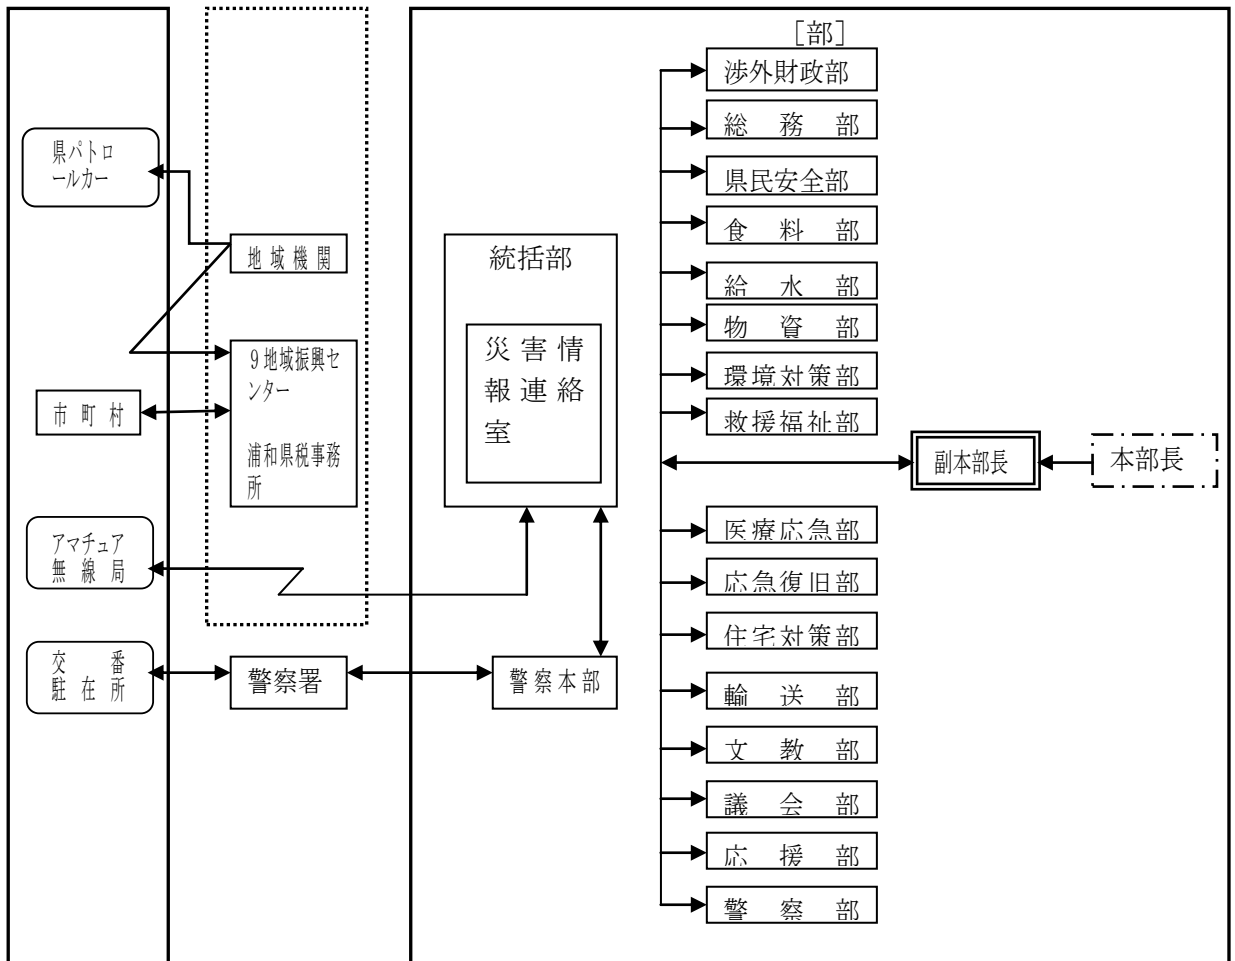 県パトロ
ールカー
市 町 村
アマチュア
無 線 局
交 番
駐 在 所
地 域 機 関
9地域振興セ
ンター
浦和県税事務
所
警察署
統括部
災 害 情
報 連 絡
室
警 察 本 部
［部］
渉外財政部
総 務 部
県民安全部
食 料 部
給 水 部
物 資 部
環境対策部
救援福祉部
医療応急部
応急復旧部
住宅対策部
輸 送 部
文 教 部
議 会 部
応 援 部
警 察 部
副本部長
本部長